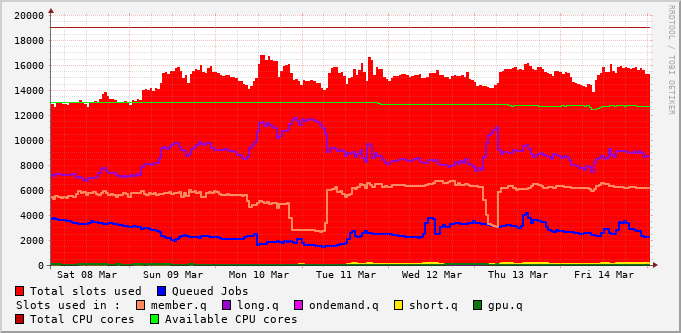 RRDTOOL / TOBI OETIKER
20000
18000
16000
14000
12000
10000
8000
6000
4000
2000
0
Sat 08 Mar Sun 09 Mar Mon 10 Mar Tue 11 Mar Wed 12 Mar Thu 13 Mar Fri 14 Mar
Total slots used Queued Jobs
Slots used in : member.q long.q ondemand.q short.q gpu.q
Total CPU cores Available CPU cores